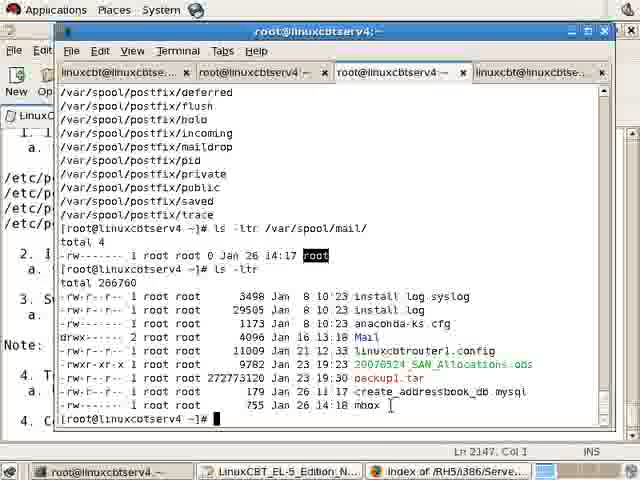 Applications Places System
root@linuxcbtserv4:~
File Edit View Terminal Tabs Help
linuxcbt@linuxcbtse... root@linuxcbtserv4:~ root@linuxcbtserv4:~ linuxcbt@linuxcbtse...
/var/spool/postfix/deferred
/var/spool/postfix/flush
/var/spool/postfix/hold
/var/spool/postfix/incoming
/var/spool/postfix/maildrop
/var/spool/postfix/pid
/var/spool/postfix/private
/var/spool/postfix/public
/var/spool/postfix/saved
/var/spool/postfix/trace
[root@linuxcbtserv4 ~]# ls -ltr /var/spool/mail/
total 4
-rw------- 1 root root 0 Jan 26 14:17 root
[root@linuxcbtserv4 ~]# ls -ltr
total 266760
-rw-r--r-- 1 root root 3498 Jan 8 10:23 install.log.syslog
-rw-r--r-- 1 root root 29505 Jan 8 10:23 install.log
-rw------- 1 root root 1173 Jan 8 10:23 anaconda-ks.cfg
drwx------ 2 root root 4096 Jan 16 13:18 Mail
-rw-r--r-- 1 root root 11009 Jan 21 12:33 linuxcbtrouter1.config
-rwxr-xr-x 1 root root 9782 Jan 23 19:23 20070524_SAN_Allocations.ods
-rw-r--r-- 1 root root 272773120 Jan 23 19:30 backup1.tar
-rw-r--r-- 1 root root 179 Jan 26 11:17 create_addressbook_db.mysql
-rw------- 1 root root 755 Jan 26 14:18 mbox
[root@linuxcbtserv4 ~]#
File Edi
New Op
LinuxC
/etc/p
/etc/p
/etc/p
/etc/p
2. I
3. S
a.
Note:
4. T
a.
4. C
Ln 2147, Col 1 INS
root@linuxcbtserv4:~ LinuxCBT_EL-5_Edition_N... Index of /RH5/i386/Serve...